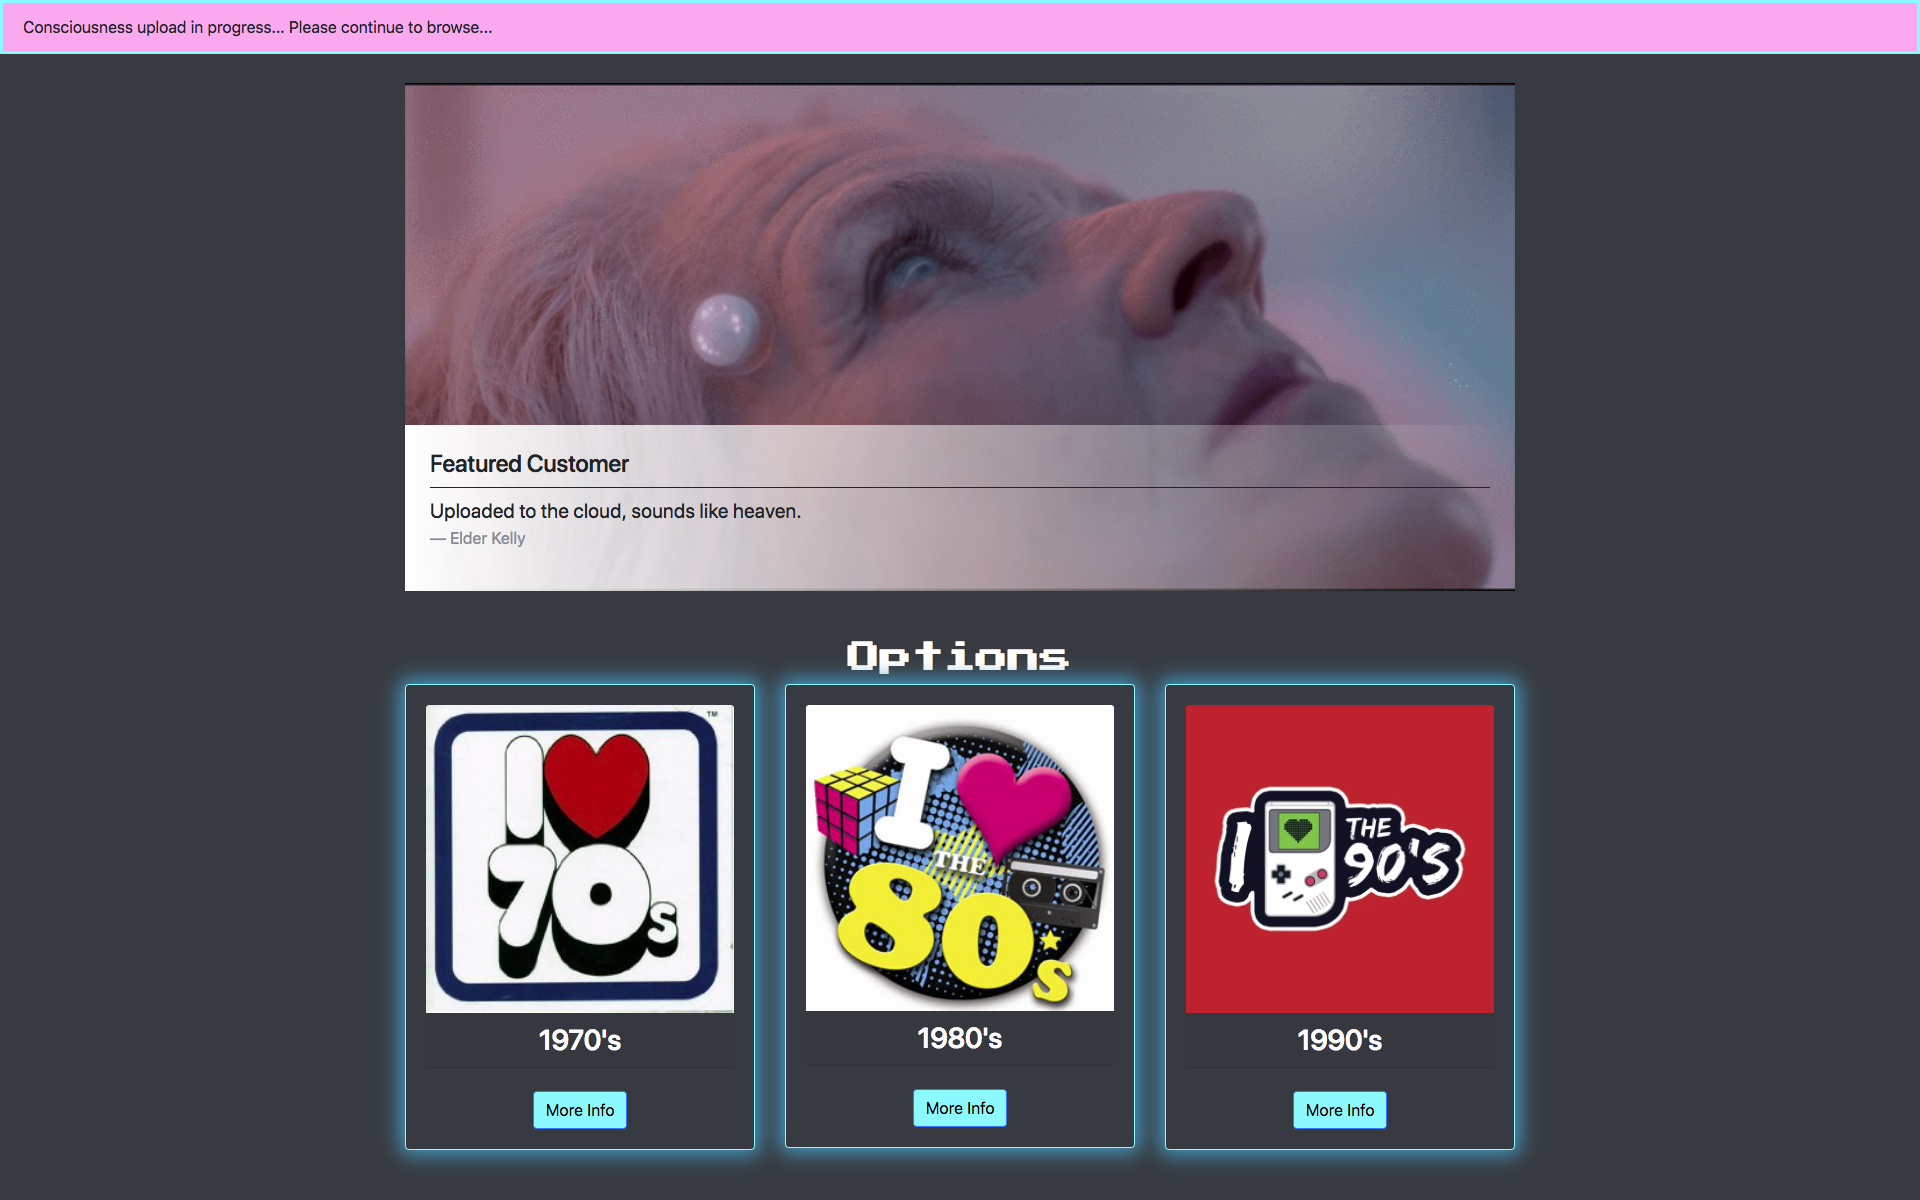 Consciousness upload in progress... Please continue to browse...
Featured Customer
Uploaded to the cloud, sounds like heaven.
— Elder Kelly
Options
TM
I
70s
1970's
More Info
I
THE
80's
1980's
More Info
I
THE
90's
1990's
More Info